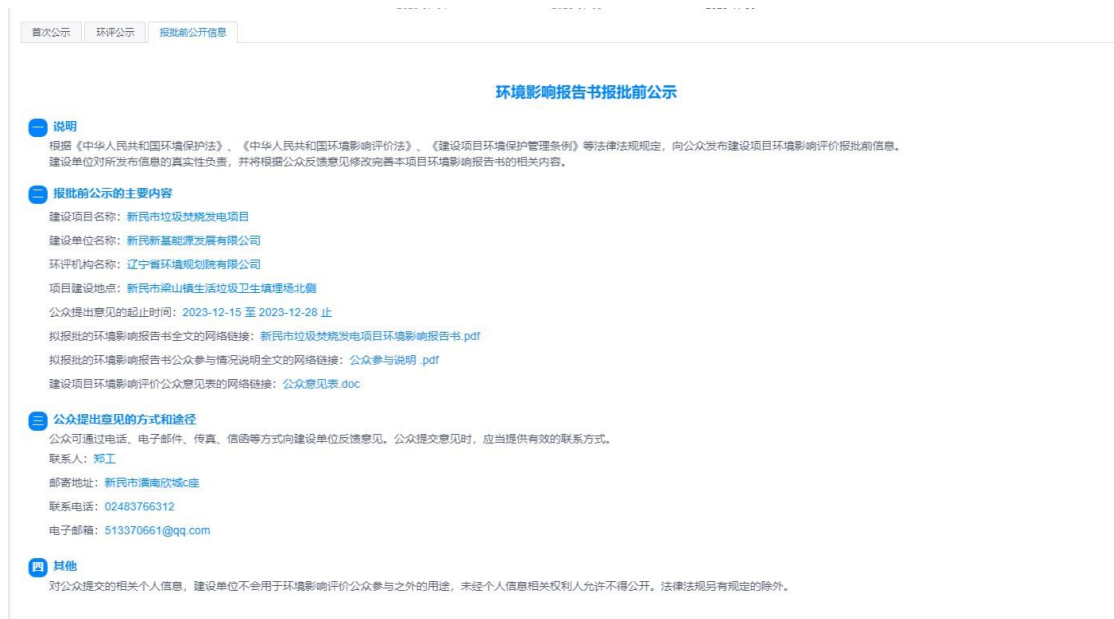 首次公示 环评公示 报批前公开信息
环境影响报告书报批前公示
一 说明
根据《中华人民共和国环境保护法》、《中华人民共和国环境影响评价法》、《建设项目环境保护管理条例》等法律法规规定，向公众发布建设项目环境影响评价报批前信息。
建设单位对所发布信息的真实性负责，并将根据公众反馈意见修改完善本项目环境影响报告书的相关内容。
二 报批前公示的主要内容
建设项目名称：新民市垃圾焚烧发电项目
建设单位名称：新民新基能源发展有限公司
环评机构名称：辽宁省环境规划院有限公司
项目建设地点：新民市梁山镇生活垃圾卫生填埋场北侧
公众提出意见的起止时间：2023-12-15 至 2023-12-28 止
拟报批的环境影响报告书全文的网络链接：新民市垃圾焚烧发电项目环境影响报告书.pdf
拟报批的环境影响报告书公众参与情况说明全文的网络链接：公众参与说明 .pdf
建设项目环境影响评价公众意见表的网络链接：公众意见表.doc
三 公众提出意见的方式和途径
公众可通过电话、电子邮件、传真、信函等方式向建设单位反馈意见。公众提交意见时，应当提供有效的联系方式。
联系人：郑工
邮寄地址：新民市潢南欣城c座
联系电话：02483766312
电子邮箱：513370661@qq.com
四 其他
对公众提交的相关个人信息，建设单位不会用于环境影响评价公众参与之外的用途，未经个人信息相关权利人允许不得公开。法律法规另有规定的除外。